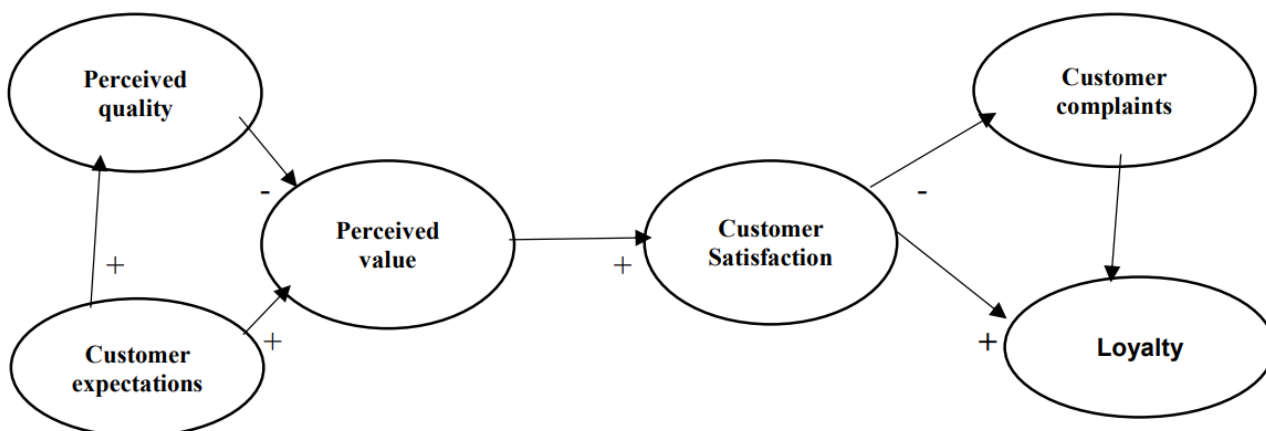 Perceived
quality
Customer
complaints
-
-
Perceived
value
Customer
Satisfaction
+
+
+
+
Customer
expectations
Loyalty